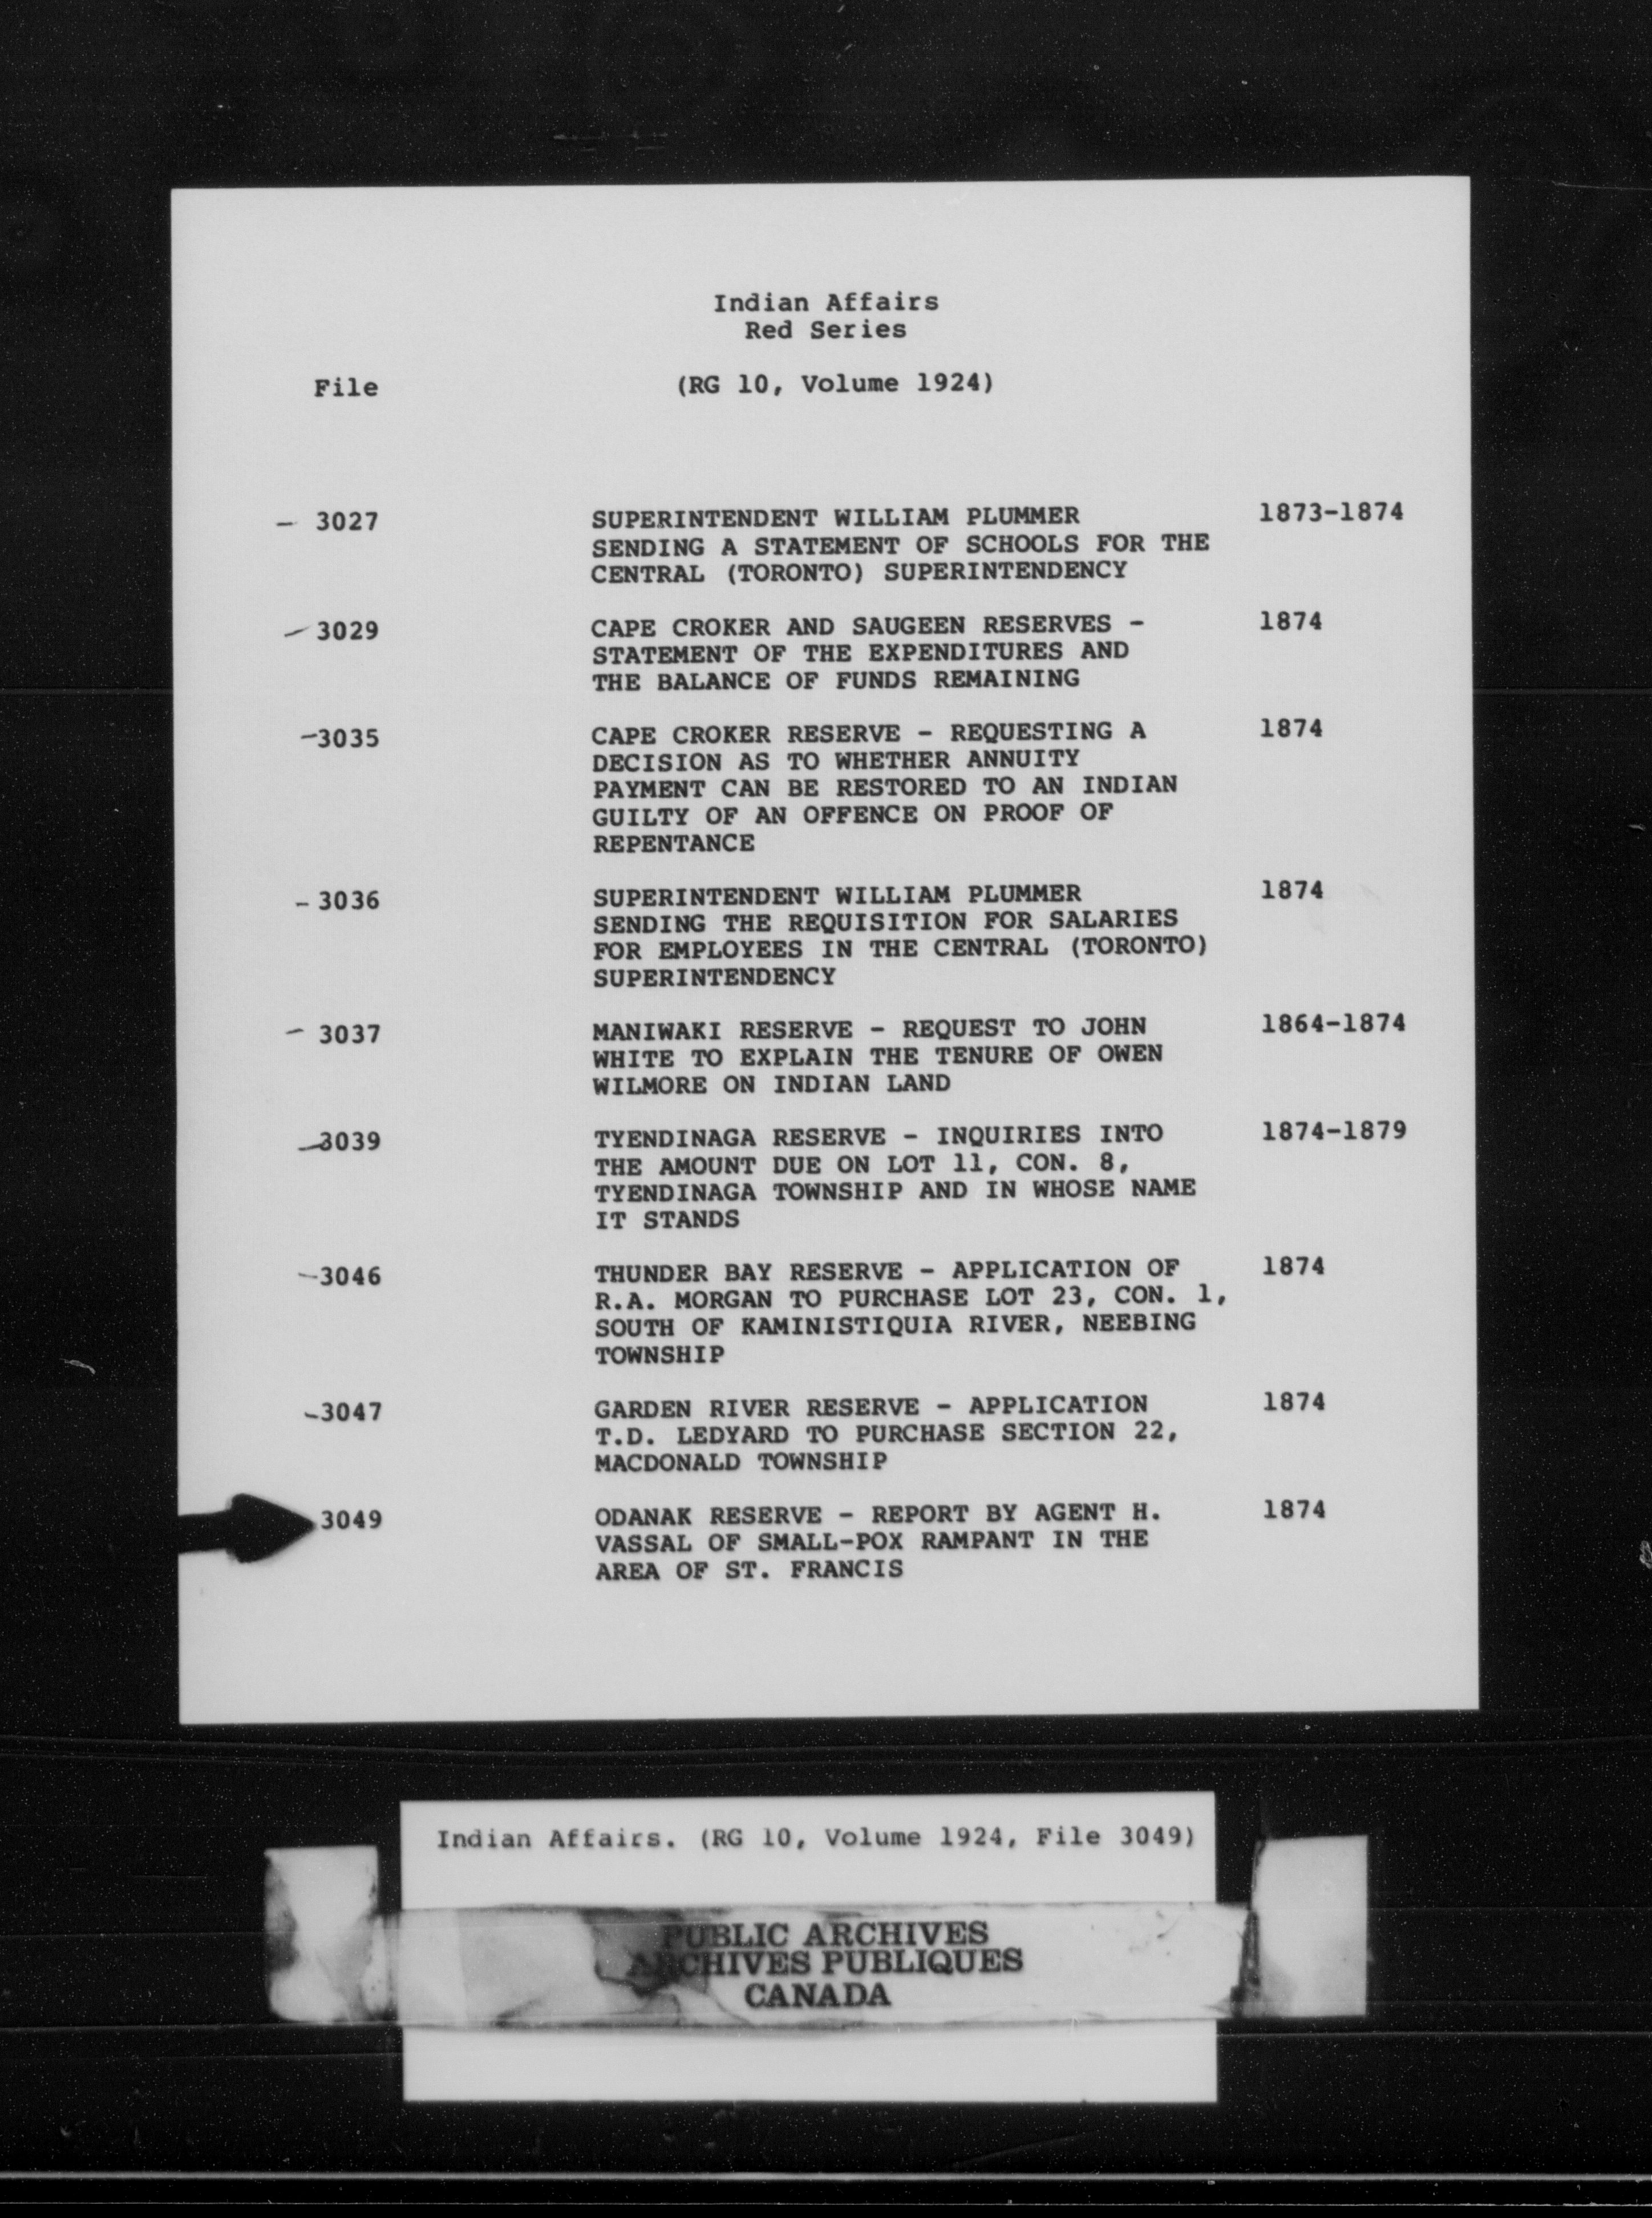 Indian Affairs
Red Series
File (RG 10, Volume 1924)
- 3027 SUPERINTENDENT WILLIAM PLUMMER 1873-1874
SENDING A STATEMENT OF SCHOOLS FOR THE
CENTRAL (TORONTO) SUPERINTENDENCY
- 3029 CAPE CROKER AND SAUGEEN RESERVES - 1874
STATEMENT OF THE EXPENDITURES AND
THE BALANCE OF FUNDS REMAINING
-3035 CAPE CROKER RESERVE - REQUESTING A 1874
DECISION AS TO WHETHER ANNUITY
PAYMENT CAN BE RESTORED TO AN INDIAN
GUILTY OF AN OFFENCE ON PROOF OF
REPENTANCE
- 3036 SUPERINTENDENT WILLIAM PLUMMER 1874
SENDING THE REQUISITION FOR SALARIES
FOR EMPLOYEES IN THE CENTRAL (TORONTO)
SUPERINTENDENCY
- 3037 MANIWAKI RESERVE - REQUEST TO JOHN 1864-1874
WHITE TO EXPLAIN THE TENURE OF OWEN
WILMORE ON INDIAN LAND
-3039 TYENDINAGA RESERVE - INQUIRIES INTO 1874-1879
THE AMOUNT DUE ON LOT 11, CON. 8,
TYENDINAGA TOWNSHIP AND IN WHOSE NAME
IT STANDS
-3046 THUNDER BAY RESERVE - APPLICATION OF 1874
R.A. MORGAN TO PURCHASE LOT 23, CON. 1,
SOUTH OF KAMINISTIQUIA RIVER, NEEBING
TOWNSHIP
-3047 GARDEN RIVER RESERVE - APPLICATION 1874
T.D. LEDYARD TO PURCHASE SECTION 22,
MACDONALD TOWNSHIP
3049 ODANAK RESERVE - REPORT BY AGENT H. 1874
VASSAL OF SMALL-POX RAMPANT IN THE
AREA OF ST. FRANCIS
Indian Affairs. (RG 10, Volume 1924, File 3049)
PUBLIC ARCHIVES
ARCHIVES PUBLIQUES
CANADA